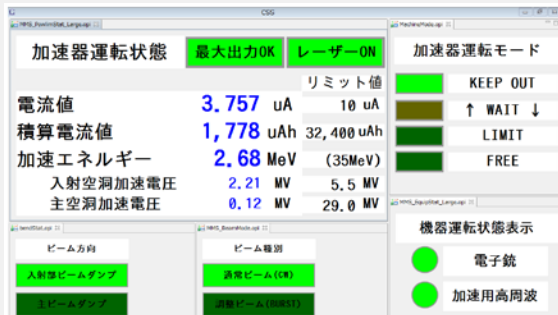 CSG
加速器運転状態
最大出力OK
レーザーON
リミット値
電流値 3.757 uA 10 uA
積算電流値 1,778 uAh 32,400 uAh
加速エネルギー 2.68 MeV (35MeV)
入射空洞加速電圧 2.21 MV 5.5 MV
主空洞加速電圧 0.12 MV 29.0 MV
加速器運転モード
KEEP OUT
↑ WAIT ↓
LIMIT
FREE
ビーム方向
入射部ビームダンプ
主ビームダンプ
ビーム種別
通常ビーム(CW)
調整ビーム(BURST)
機器運転状態表示
電子銃
加速用高周波